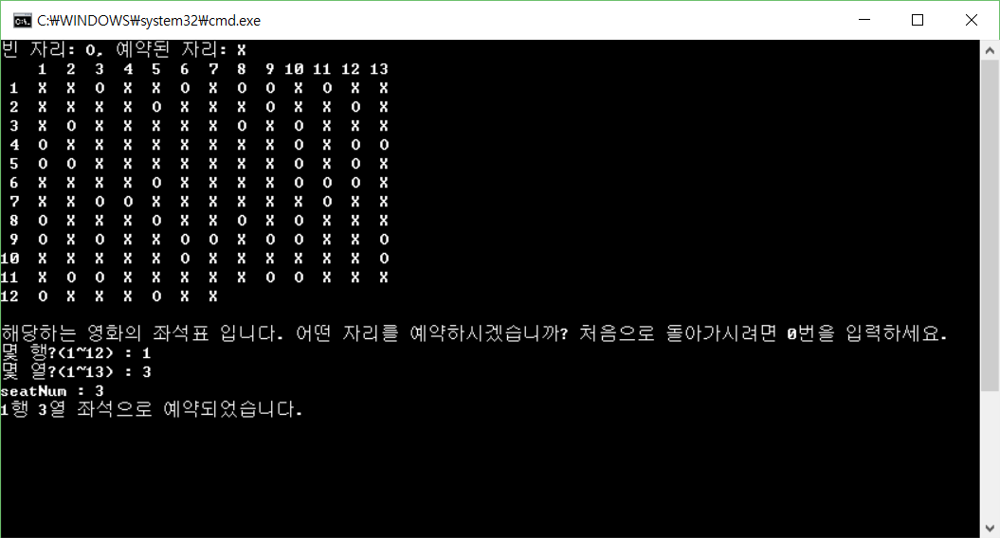 C:₩WINDOWS₩system32₩cmd.exe
빈 자리: O, 예약된 자리: X
1 2 3 4 5 6 7 8 9 10 11 12 13
1 X X O X X O X O O X O X X
2 X X X X O X X X O X X O X
3 X O X X X X X O X O X X X
4 O X X X X X X X X O X O O
5 O O X X X X X X X O X O X
6 X X X X O X X X X O O O X
7 X X O O X X X X X X O X X
8 O X X X O X X O X O X X X
9 O X O X X O O X O O X X O
10 X X X X X O X X X X X X O
11 X O O X X X X X O O X X X
12 O X X X O X X
해당하는 영화의 좌석표 입니다. 어떤 자리를 예약하시겠습니까? 처음으로 돌아가시려면 0번을 입력하세요.
몇 행?(1~12) : 1
몇 열?(1~13) : 3
seatNum : 3
1행 3열 좌석으로 예약되었습니다.